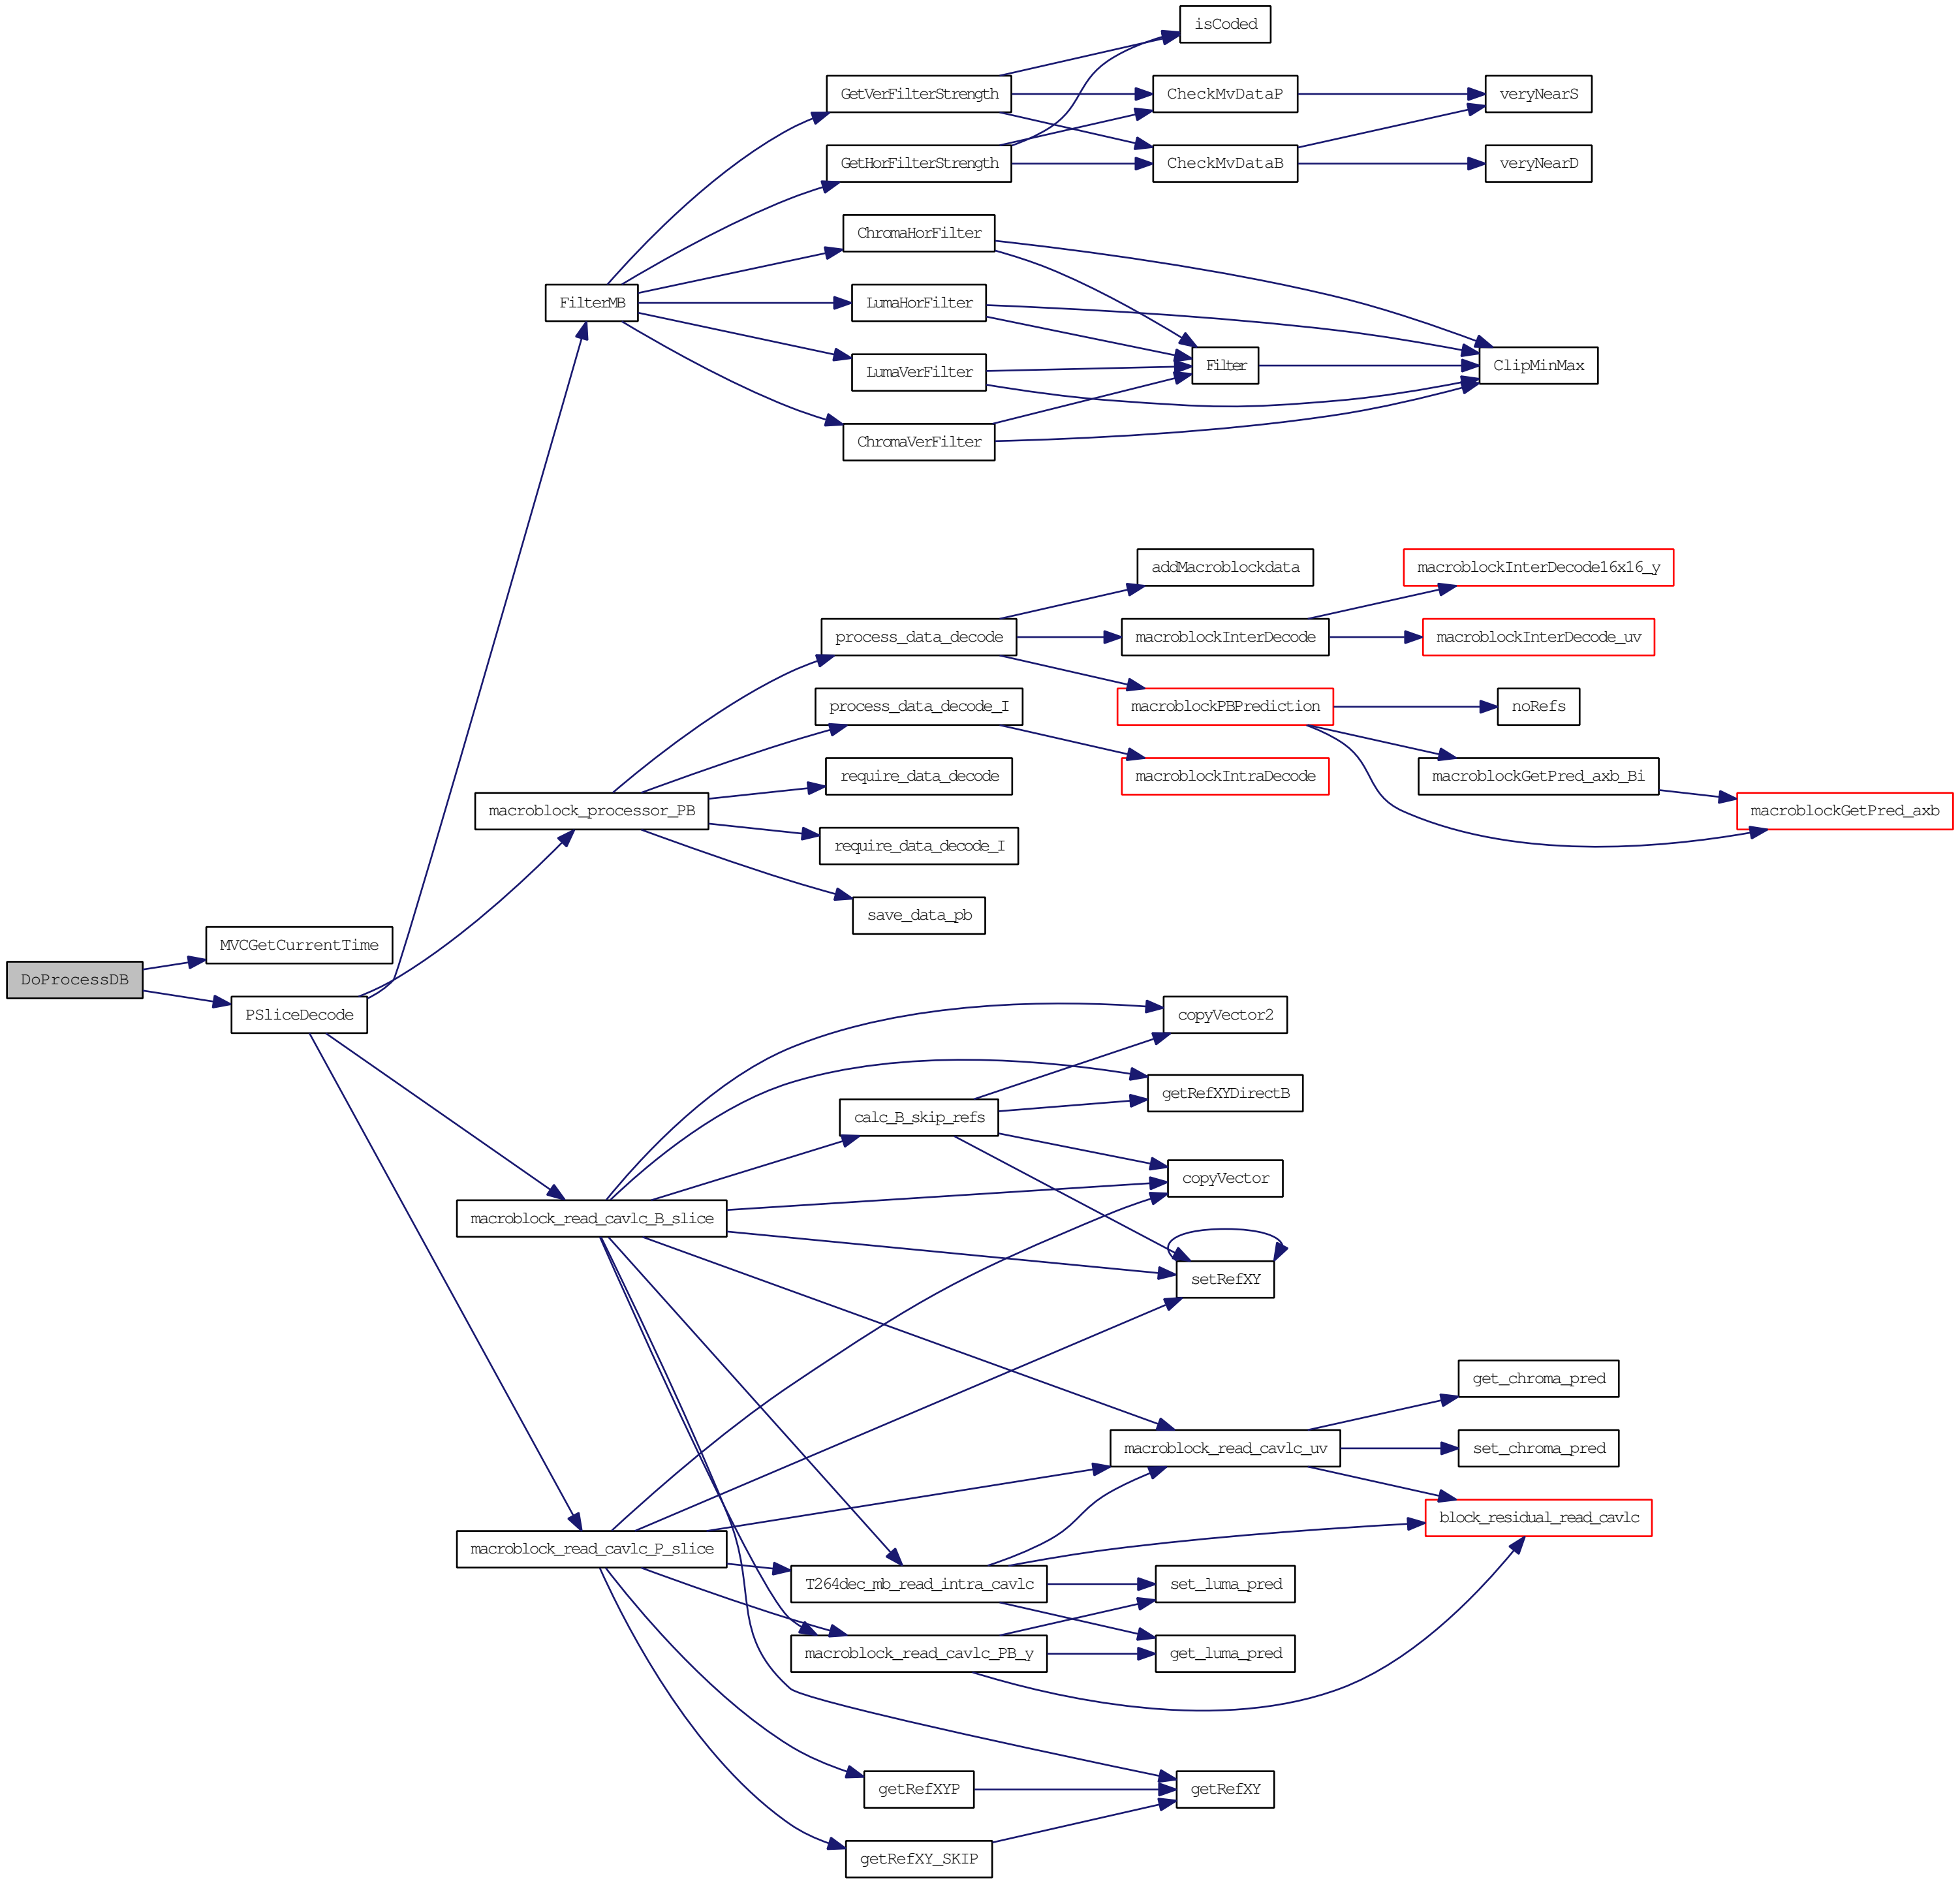 isCoded
GetVerFilterStrength
CheckMvDataP
veryNearS
GetHorFilterStrength
CheckMvDataB
veryNearD
ChromaHorFilter
FilterMB
LumaHorFilter
LumaVerFilter
Filter
ClipMinMax
ChromaVerFilter
addMacroblockdata
macroblockInterDecode16x16_y
process_data_decode
macroblockInterDecode
macroblockInterDecode_uv
process_data_decode_I
macroblockPBPrediction
noRefs
require_data_decode
macroblockIntraDecode
macroblockGetPred_axb_Bi
macroblock_processor_PB
macroblockGetPred_axb
require_data_decode_I
save_data_pb
MVCGetCurrentTime
DoProcessDB
PSliceDecode
copyVector2
getRefXYDirectB
calc_B_skip_refs
copyVector
macroblock_read_cavlc_B_slice
setRefXY
get_chroma_pred
macroblock_read_cavlc_uv
set_chroma_pred
block_residual_read_cavlc
macroblock_read_cavlc_P_slice
T264dec_mb_read_intra_cavlc
set_luma_pred
macroblock_read_cavlc_PB_y
get_luma_pred
getRefXYP
getRefXY
getRefXY_SKIP